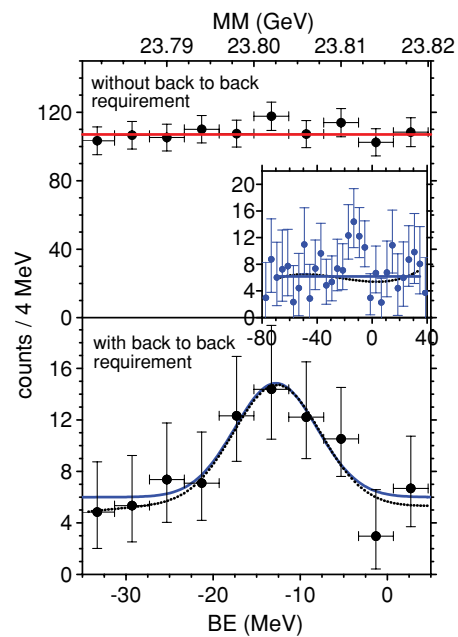 MM (GeV)
23.79 23.80 23.81 23.82
without back to back
requirement
120
80
40
0
20
16
12
8
4
0
-80 -40 0 40
with back to back
requirement
16
12
8
4
0
counts / 4 MeV
-30 -20 -10 0
BE (MeV)